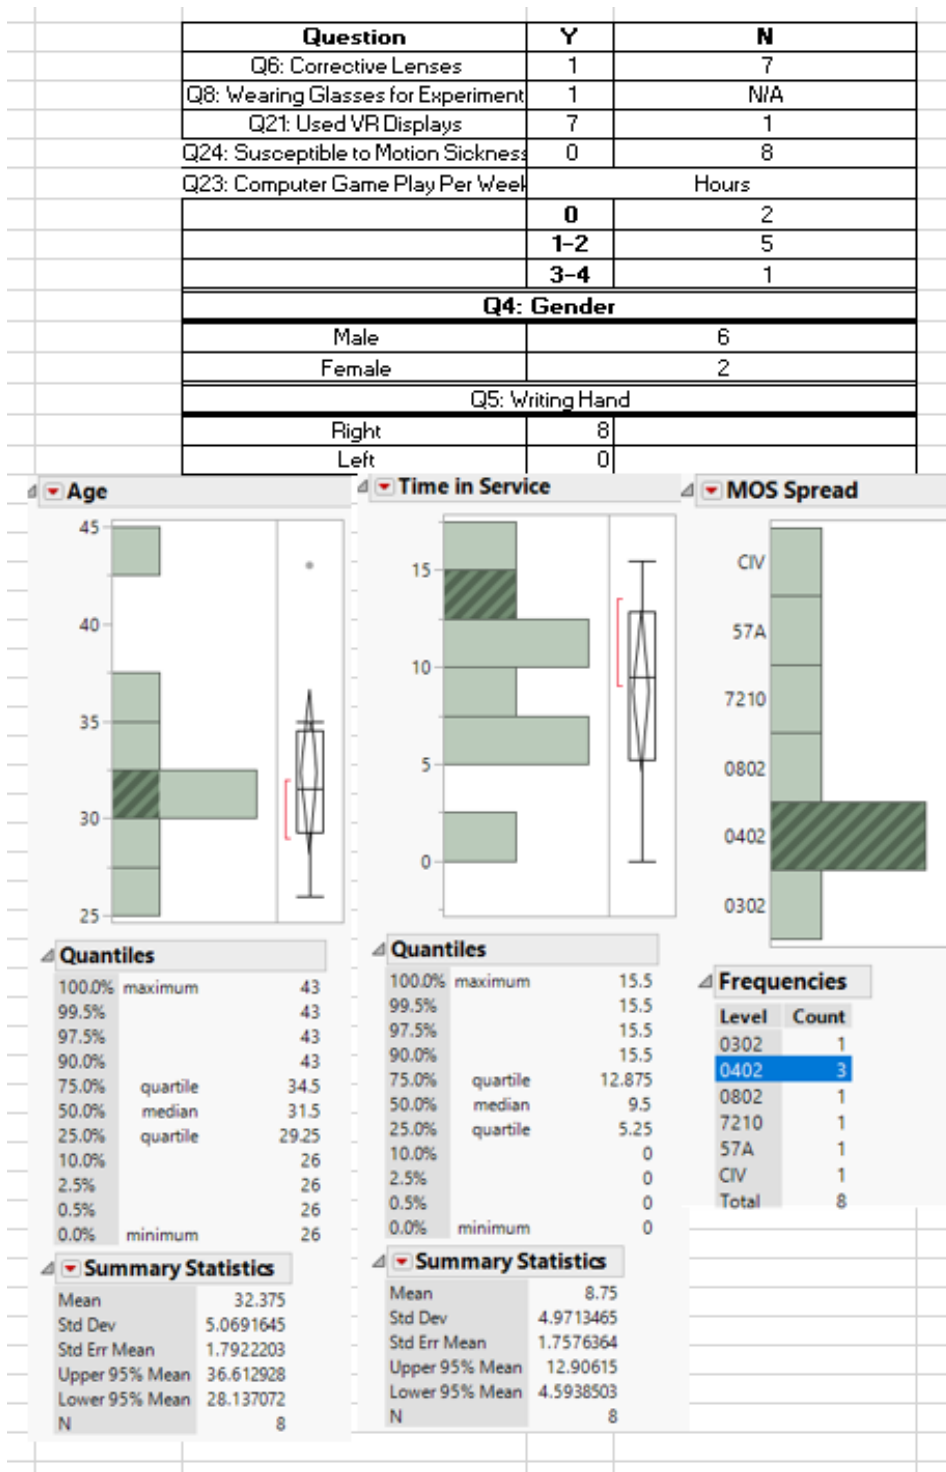 Question Y N
Q6: Corrective Lenses 1 7
Q8: Wearing Glasses for Experiment 1 N/A
Q21: Used VR Displays 7 1
Q24: Susceptible to Motion Sickness 0 8
Q23: Computer Game Play Per Week Hours
0 2
1-2 5
3-4 1
Q4: Gender
Male 6
Female 2
Q5: Writing Hand
Right 8
Left 0
Age
45
40
35
30
25
Quantiles
100.0% maximum 43
99.5% 43
97.5% 43
90.0% 43
75.0% quartile 34.5
50.0% median 31.5
25.0% quartile 29.25
10.0% 26
2.5% 26
0.5% 26
0.0% minimum 26
Summary Statistics
Mean 32.375
Std Dev 5.0691645
Std Err Mean 1.7922203
Upper 95% Mean 36.612928
Lower 95% Mean 28.137072
N 8
Time in Service
15
10
5
0
Quantiles
100.0% maximum 15.5
99.5% 15.5
97.5% 15.5
90.0% 15.5
75.0% quartile 12.875
50.0% median 9.5
25.0% quartile 5.25
10.0% 0
2.5% 0
0.5% 0
0.0% minimum 0
Summary Statistics
Mean 8.75
Std Dev 4.9713465
Std Err Mean 1.7576364
Upper 95% Mean 12.90615
Lower 95% Mean 4.5938503
N 8
MOS Spread
CIV
57A
7210
0802
0402
0302
Frequencies
Level Count
0302 1
0402 3
0802 1
7210 1
57A 1
CIV 1
Total 8